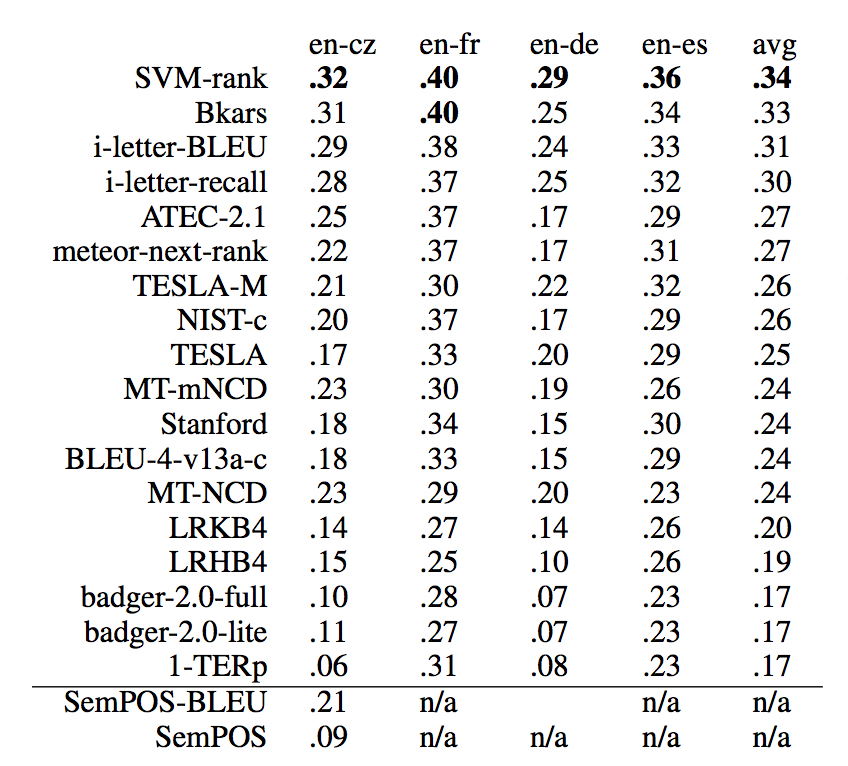 en-cz en-fr en-de en-es avg
SVM-rank .32 .40 .29 .36 .34
Bkars .31 .40 .25 .34 .33
i-letter-BLEU .29 .38 .24 .33 .31
i-letter-recall .28 .37 .25 .32 .30
ATEC-2.1 .25 .37 .17 .29 .27
meteor-next-rank .22 .37 .17 .31 .27
TESLA-M .21 .30 .22 .32 .26
NIST-c .20 .37 .17 .29 .26
TESLA .17 .33 .20 .29 .25
MT-mNCD .23 .30 .19 .26 .24
Stanford .18 .34 .15 .30 .24
BLEU-4-v13a-c .18 .33 .15 .29 .24
MT-NCD .23 .29 .20 .23 .24
LRKB4 .14 .27 .14 .26 .20
LRHB4 .15 .25 .10 .26 .19
badger-2.0-full .10 .28 .07 .23 .17
badger-2.0-lite .11 .27 .07 .23 .17
1-TERp .06 .31 .08 .23 .17
SemPOS-BLEU .21 n/a n/a n/a
SemPOS .09 n/a n/a n/a n/a